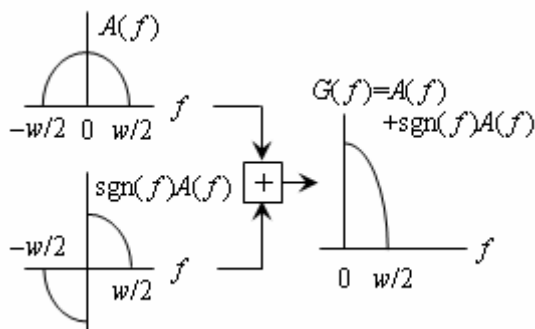 A(f)
−w/2 0 w/2 f
sgn(f)A(f)
−w/2
w/2 f
+
G(f)=A(f)
+sgn(f)A(f)
0 w/2 f